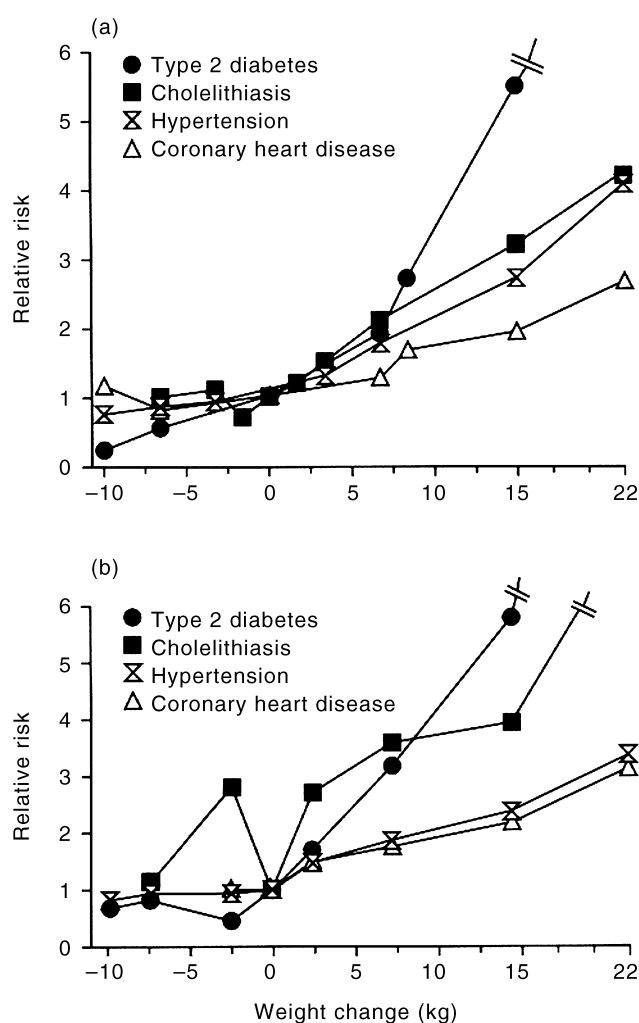 (a)
6
Type 2 diabetes
Cholelithiasis
5
Hypertension
Coronary heart disease
4
Relative risk
3
2
1
0
−10 −5 0 5 10 15 22
(b)
6
Type 2 diabetes
Cholelithiasis
5
Hypertension
Coronary heart disease
4
Relative risk
3
2
1
0
−10 −5 0 5 10 15 22
Weight change (kg)